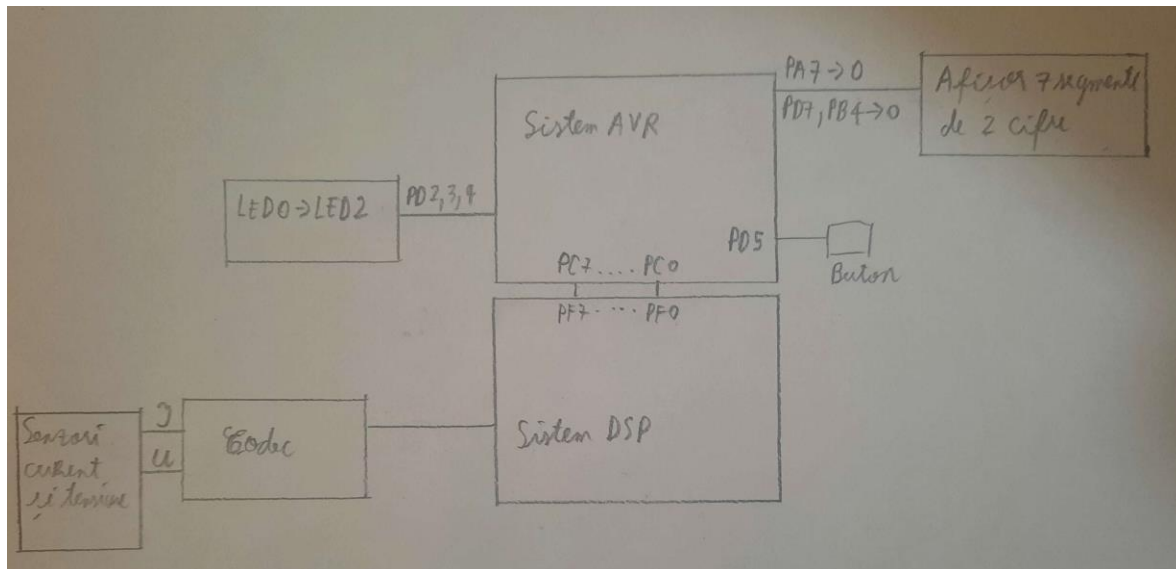 PA7→0
Afisor 7 segmente
de 2 cifre
PD7, PB4→0
Sistem AVR
LED0→LED2
PD2,3,4
PD5
Buton
PC7.....PC0
PF7.....PF0
Sistem DSP
Codec
I
U
Senzori
curent
și tensiune